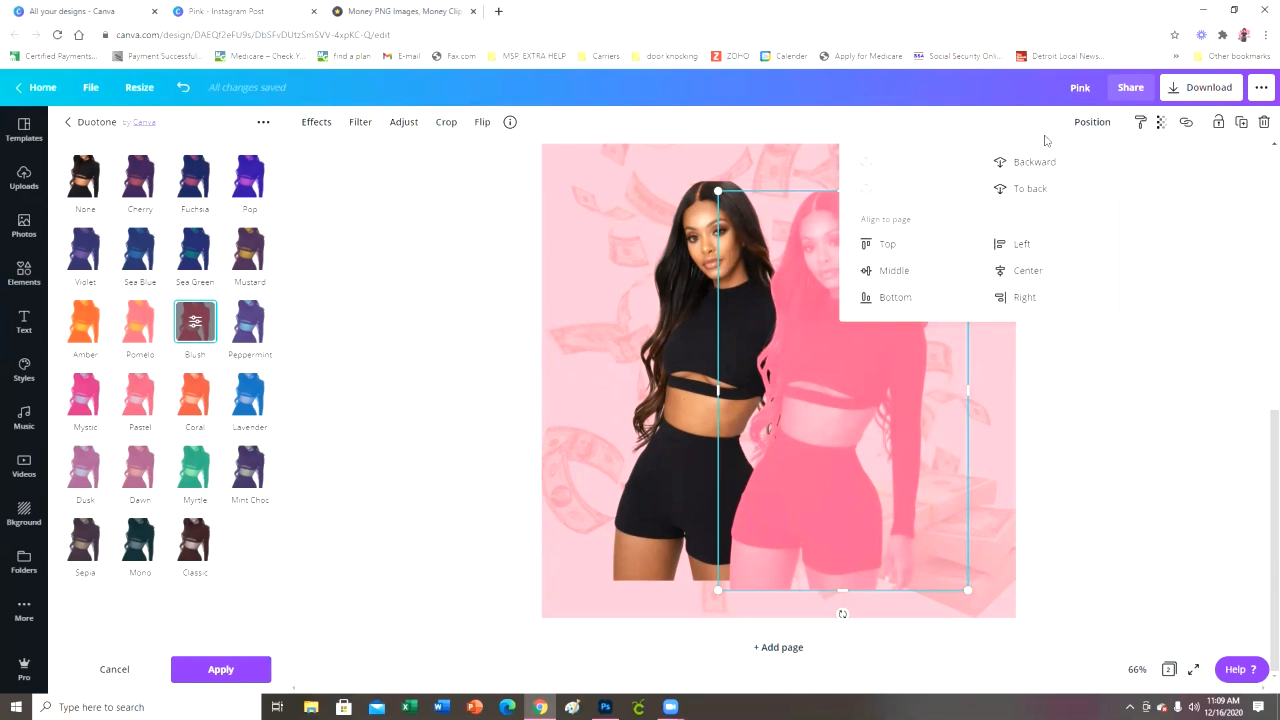 All your designs - Canva
Pink - Instagram Post
Money PNG Images, Money Clip
canva.com/design/DAEQf2eFU9s/DbSFvDUtzSmSVV-4xpKC-Q/edit
Certified Payments...
Payment Successful...
Medicare – Check Y...
find a plan
E-mail
Fax.com
MSP: EXTRA HELP
Carriers
door knocking
ZOHO
Calender
Apply for Medicare
Social Security Onli...
Detroit Local News...
Other bookmarks
Home
File
Resize
All changes saved
Pink
Share
Download
Duotone by Canva
Effects
Filter
Adjust
Crop
Flip
Position
Templates
Uploads
Photos
Elements
Text
Styles
Music
Videos
Bkground
Folders
More
Pro
None
Cherry
Fuchsia
Pop
Violet
Sea Blue
Sea Green
Mustard
Amber
Pomelo
Blush
Peppermint
Mystic
Pastel
Coral
Lavender
Dusk
Dawn
Myrtle
Mint Choc
Sepia
Mono
Classic
Cancel
Apply
Backward
To back
Align to page
Top
Left
Middle
Center
Bottom
Right
+ Add page
66%
2
Help ?
Type here to search
11:09 AM
12/16/2020